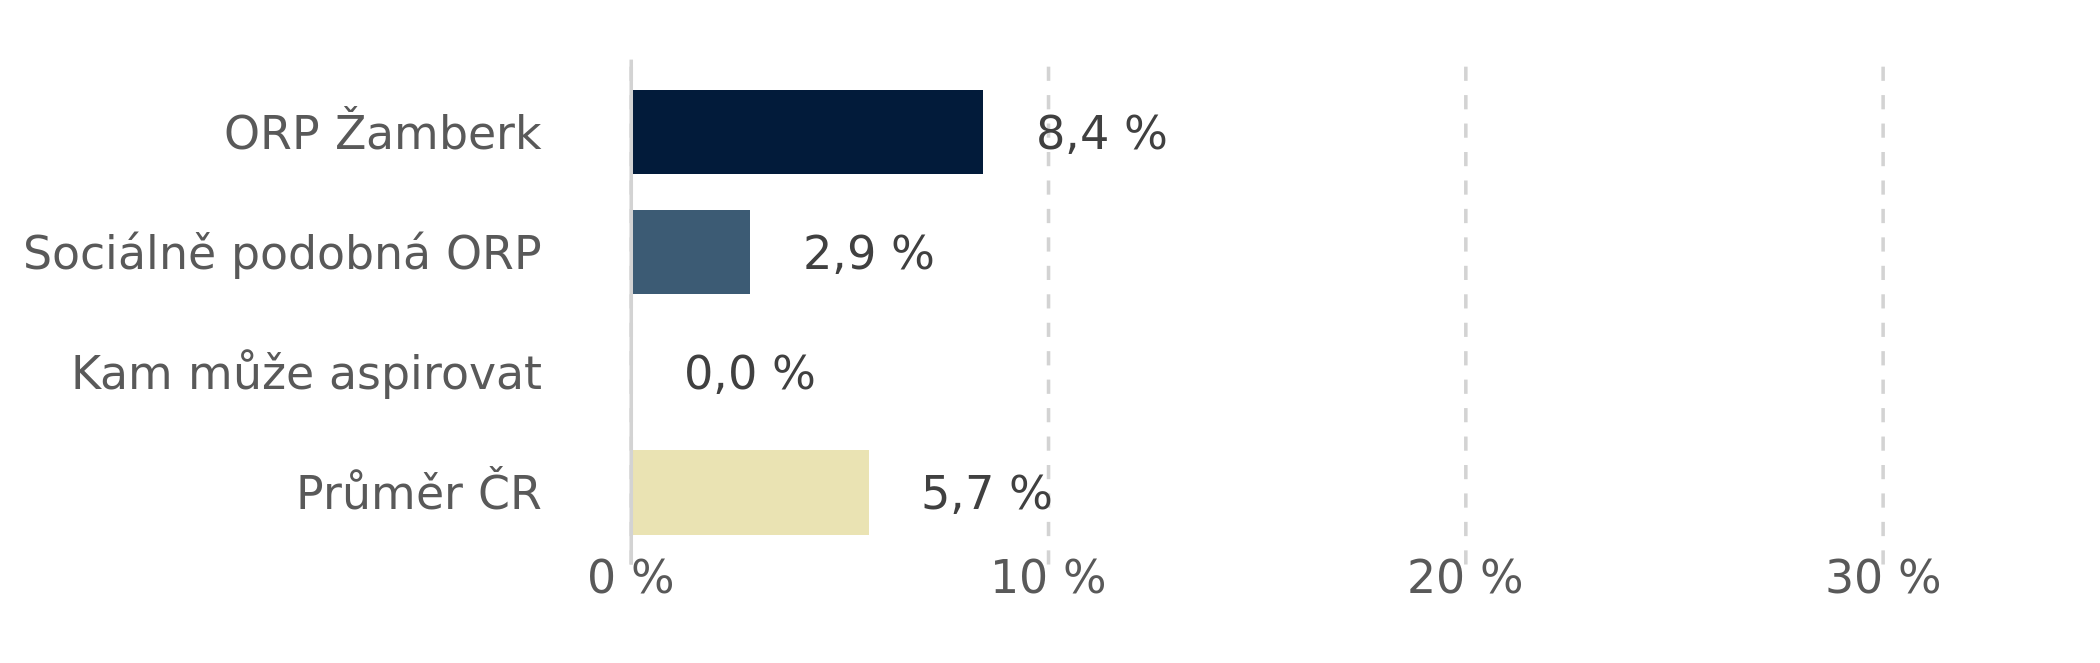 ORP Žamberk 8,4 %
Sociálně podobná ORP 2,9 %
Kam může aspirovat 0,0 %
Průměr ČR 5,7 %
0 % 10 % 20 % 30 %